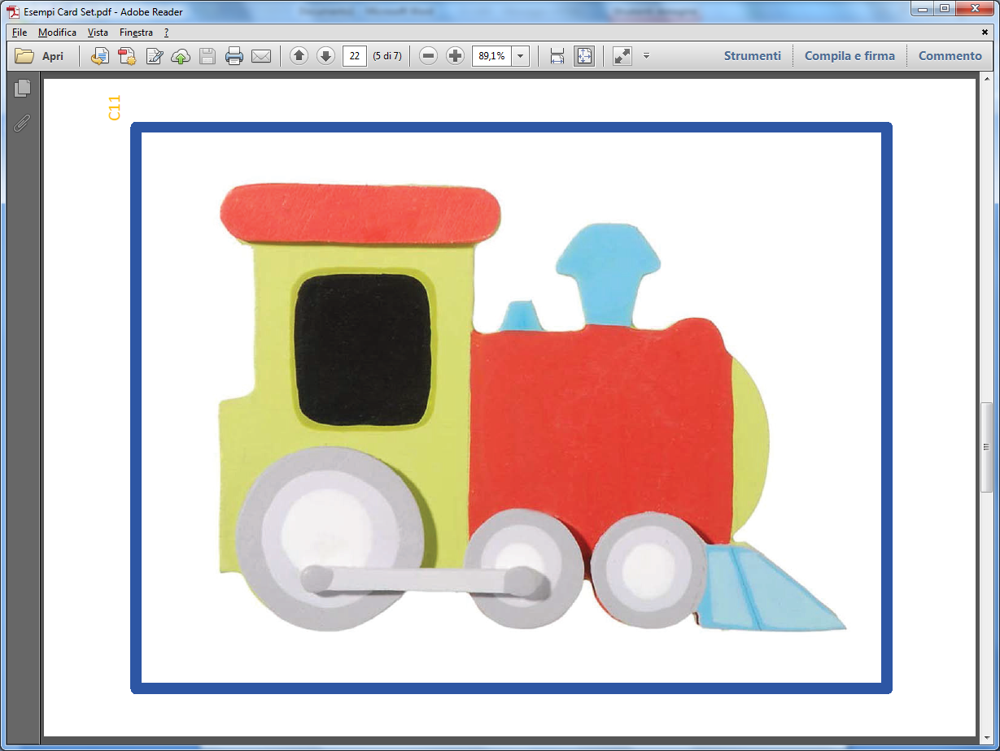 Esempi Card Set.pdf - Adobe Reader
File Modifica Vista Finestra ?
Apri 22 (5 di 7) 89,1% Strumenti Compila e firma Commento
C11